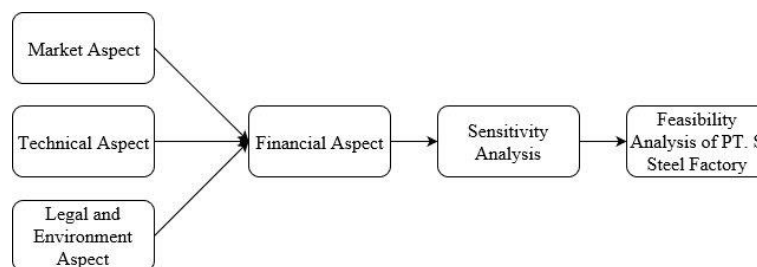 Market Aspect
Technical Aspect
Legal and
Environment
Aspect
Financial Aspect
Sensitivity
Analysis
Feasibility
Analysis of PT. S
Steel Factory